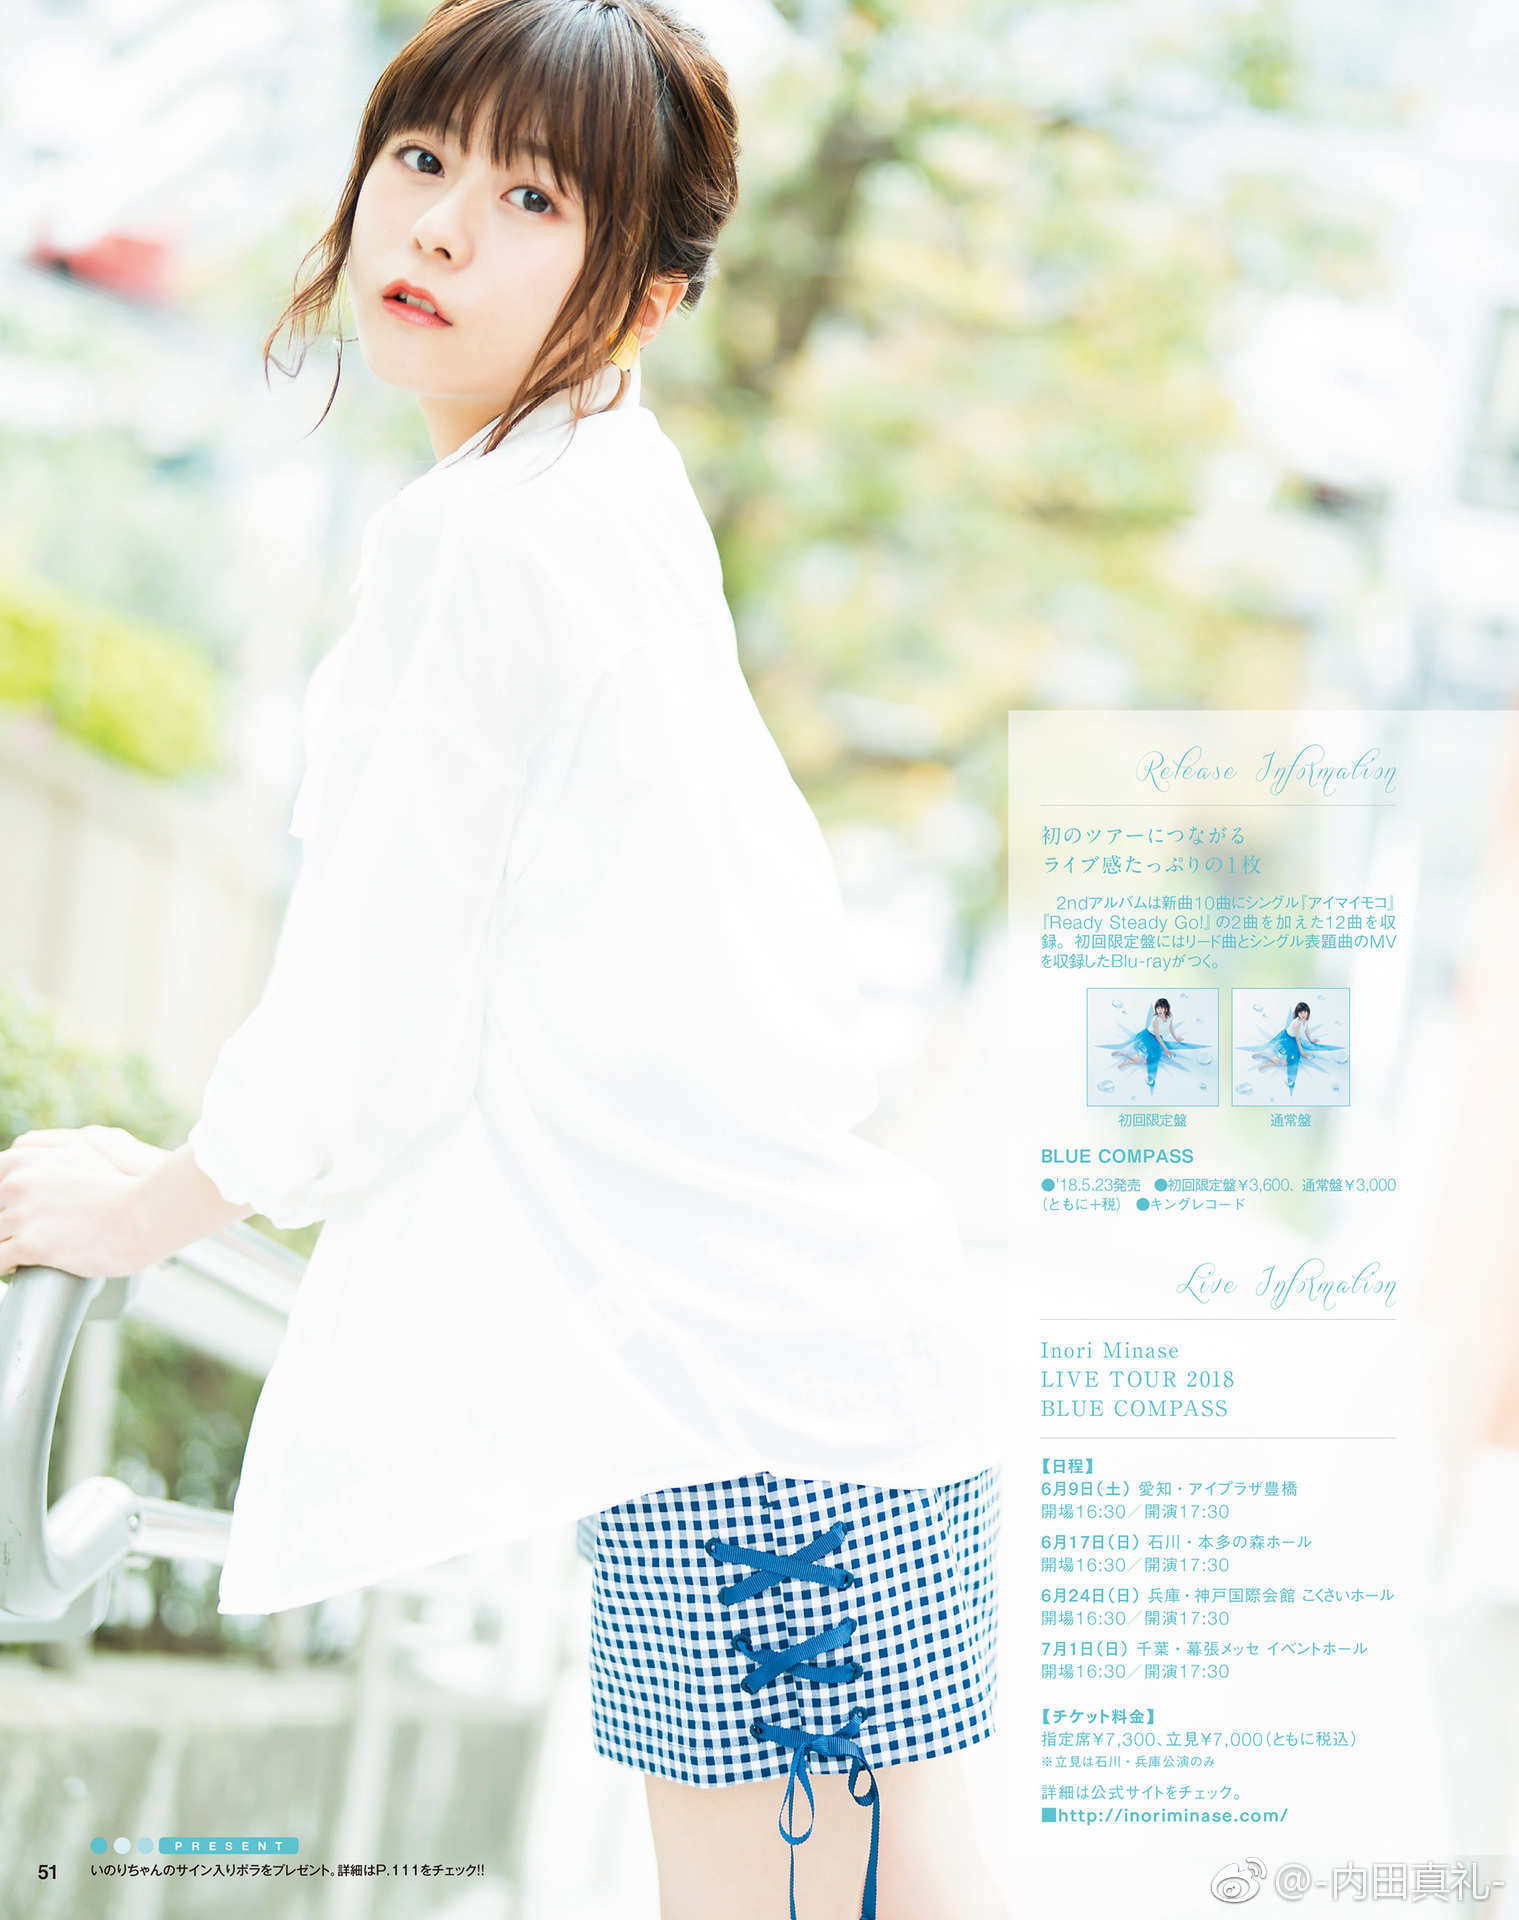 Release Information
初のツアーにつながる
ライブ感たっぷりの1枚
2ndアルバムは新曲10曲にシングル『アイマイモコ』
『Ready Steady Go!』の2曲を加えた12曲を収
録。初回限定盤にはリード曲とシングル表題曲のMV
を収録したBlu-rayがつく。
初回限定盤 通常盤
BLUE COMPASS
●'18.5.23発売 ●初回限定盤¥3,600、通常盤¥3,000
(ともに+税) ●キングレコード
Live Information
Inori Minase
LIVE TOUR 2018
BLUE COMPASS
【日程】
6月9日(土) 愛知・アイプラザ豊橋
開場16:30／開演17:30
6月17日(日) 石川・本多の森ホール
開場16:30／開演17:30
6月24日(日) 兵庫・神戸国際会館 こくさいホール
開場16:30／開演17:30
7月1日(日) 千葉・幕張メッセ イベントホール
開場16:30／開演17:30
【チケット料金】
指定席¥7,300、立見¥7,000(ともに税込)
※立見は石川・兵庫公演のみ
詳細は公式サイトをチェック。
■http://inoriminase.com/
PRESENT
51 いのりちゃんのサイン入りポラをプレゼント。詳細はP.111をチェック!!
@-内田真礼-